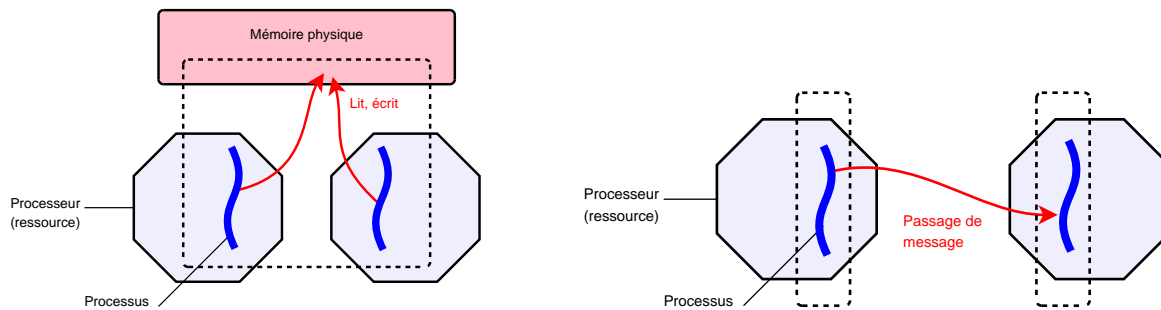 Mémoire physique
Lit, écrit
Processeur
(ressource)
Processus
Processeur
(ressource)
Passage de
message
Processus